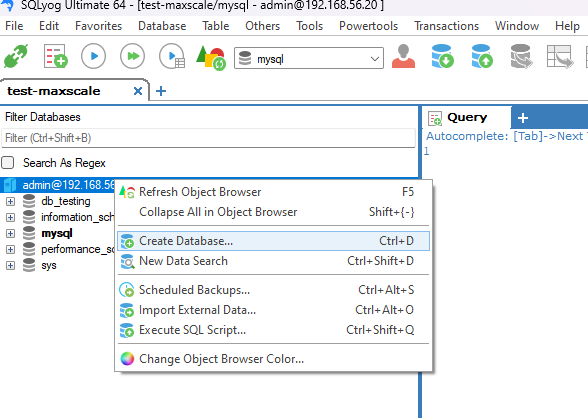 SQLyog Ultimate 64 - [test-maxscale/mysql - admin@192.168.56.20 ]
File Edit Favorites Database Table Others Tools Powertools Transactions Window Help
mysql
test-maxscale
Filter Databases
Filter (Ctrl+Shift+B)
Search As Regex
admin@192.168.56
db_testing
information_sch
mysql
performance_sc
sys
Refresh Object Browser F5
Collapse All in Object Browser Shift+{-}
Create Database... Ctrl+D
New Data Search Ctrl+Shift+D
Scheduled Backups... Ctrl+Alt+S
Import External Data... Ctrl+Alt+O
Execute SQL Script... Ctrl+Shift+Q
Change Object Browser Color...
Query
Autocomplete: [Tab]->Next
1